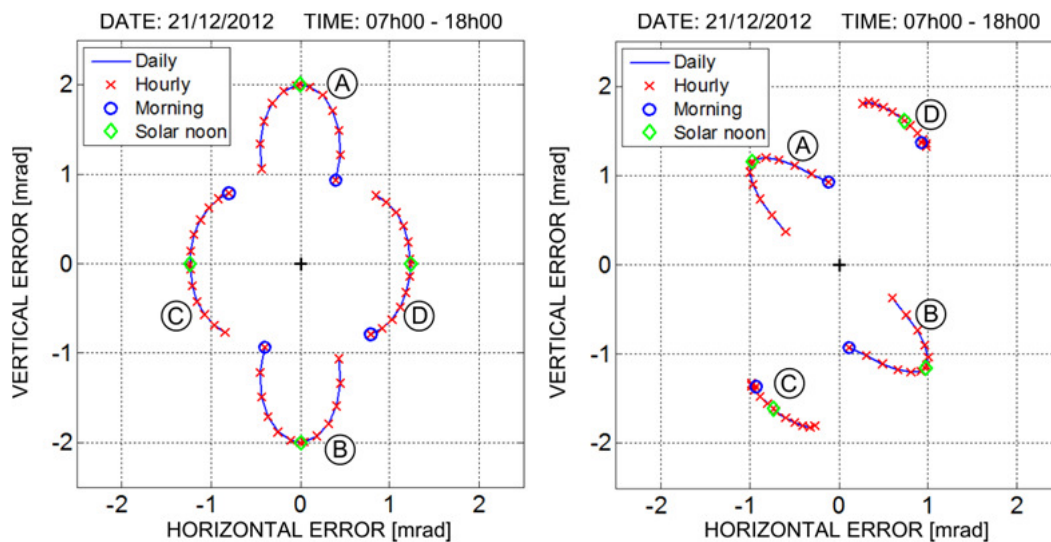 DATE: 21/12/2012 TIME: 07h00 - 18h00
Daily
Hourly
Morning
Solar noon
A
B
C
D
VERTICAL ERROR [mrad]
2
1
0
-1
-2
-2 -1 0 1 2
HORIZONTAL ERROR [mrad]
DATE: 21/12/2012 TIME: 07h00 - 18h00
Daily
Hourly
Morning
Solar noon
D
A
B
C
VERTICAL ERROR [mrad]
2
1
0
-1
-2
-2 -1 0 1 2
HORIZONTAL ERROR [mrad]